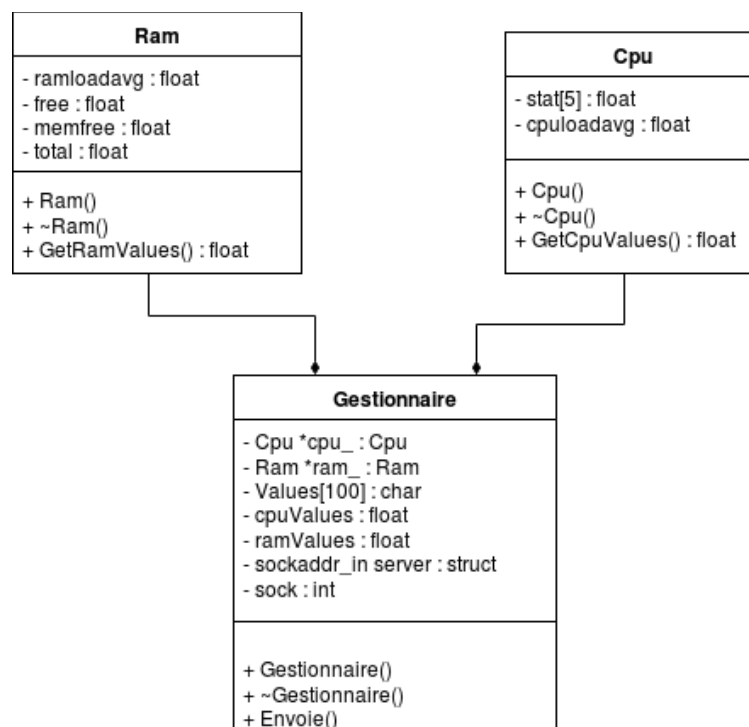 Ram
- ramloadavg : float
- free : float
- memfree : float
- total : float
+ Ram()
+ ~Ram()
+ GetRamValues() : float
Cpu
- stat[5] : float
- cpuloadavg : float
+ Cpu()
+ ~Cpu()
+ GetCpuValues() : float
Gestionnaire
- Cpu *cpu_ : Cpu
- Ram *ram_ : Ram
- Values[100] : char
- cpuValues : float
- ramValues : float
- sockaddr_in server : struct
- sock : int
+ Gestionnaire()
+ ~Gestionnaire()
+ Envoie()